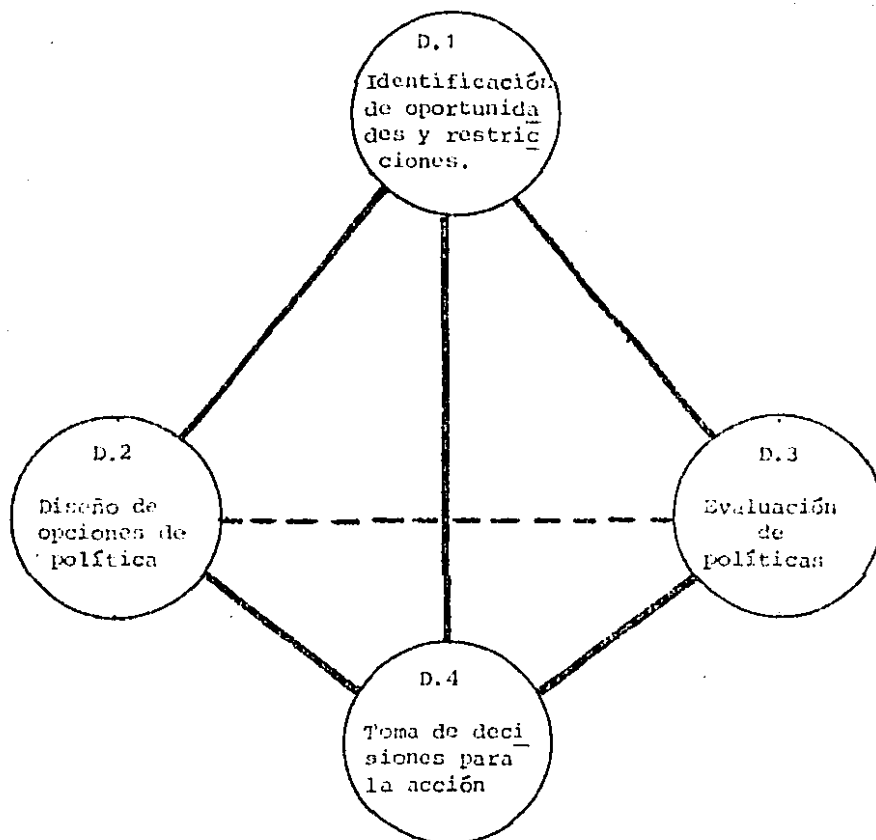 D.1
Identificación
de oportunida
des y restric
ciones.
D.2
Diseño de
opciones de
política
D.3
Evaluación
de
políticas
D.4
Toma de deci
siones para
la acción